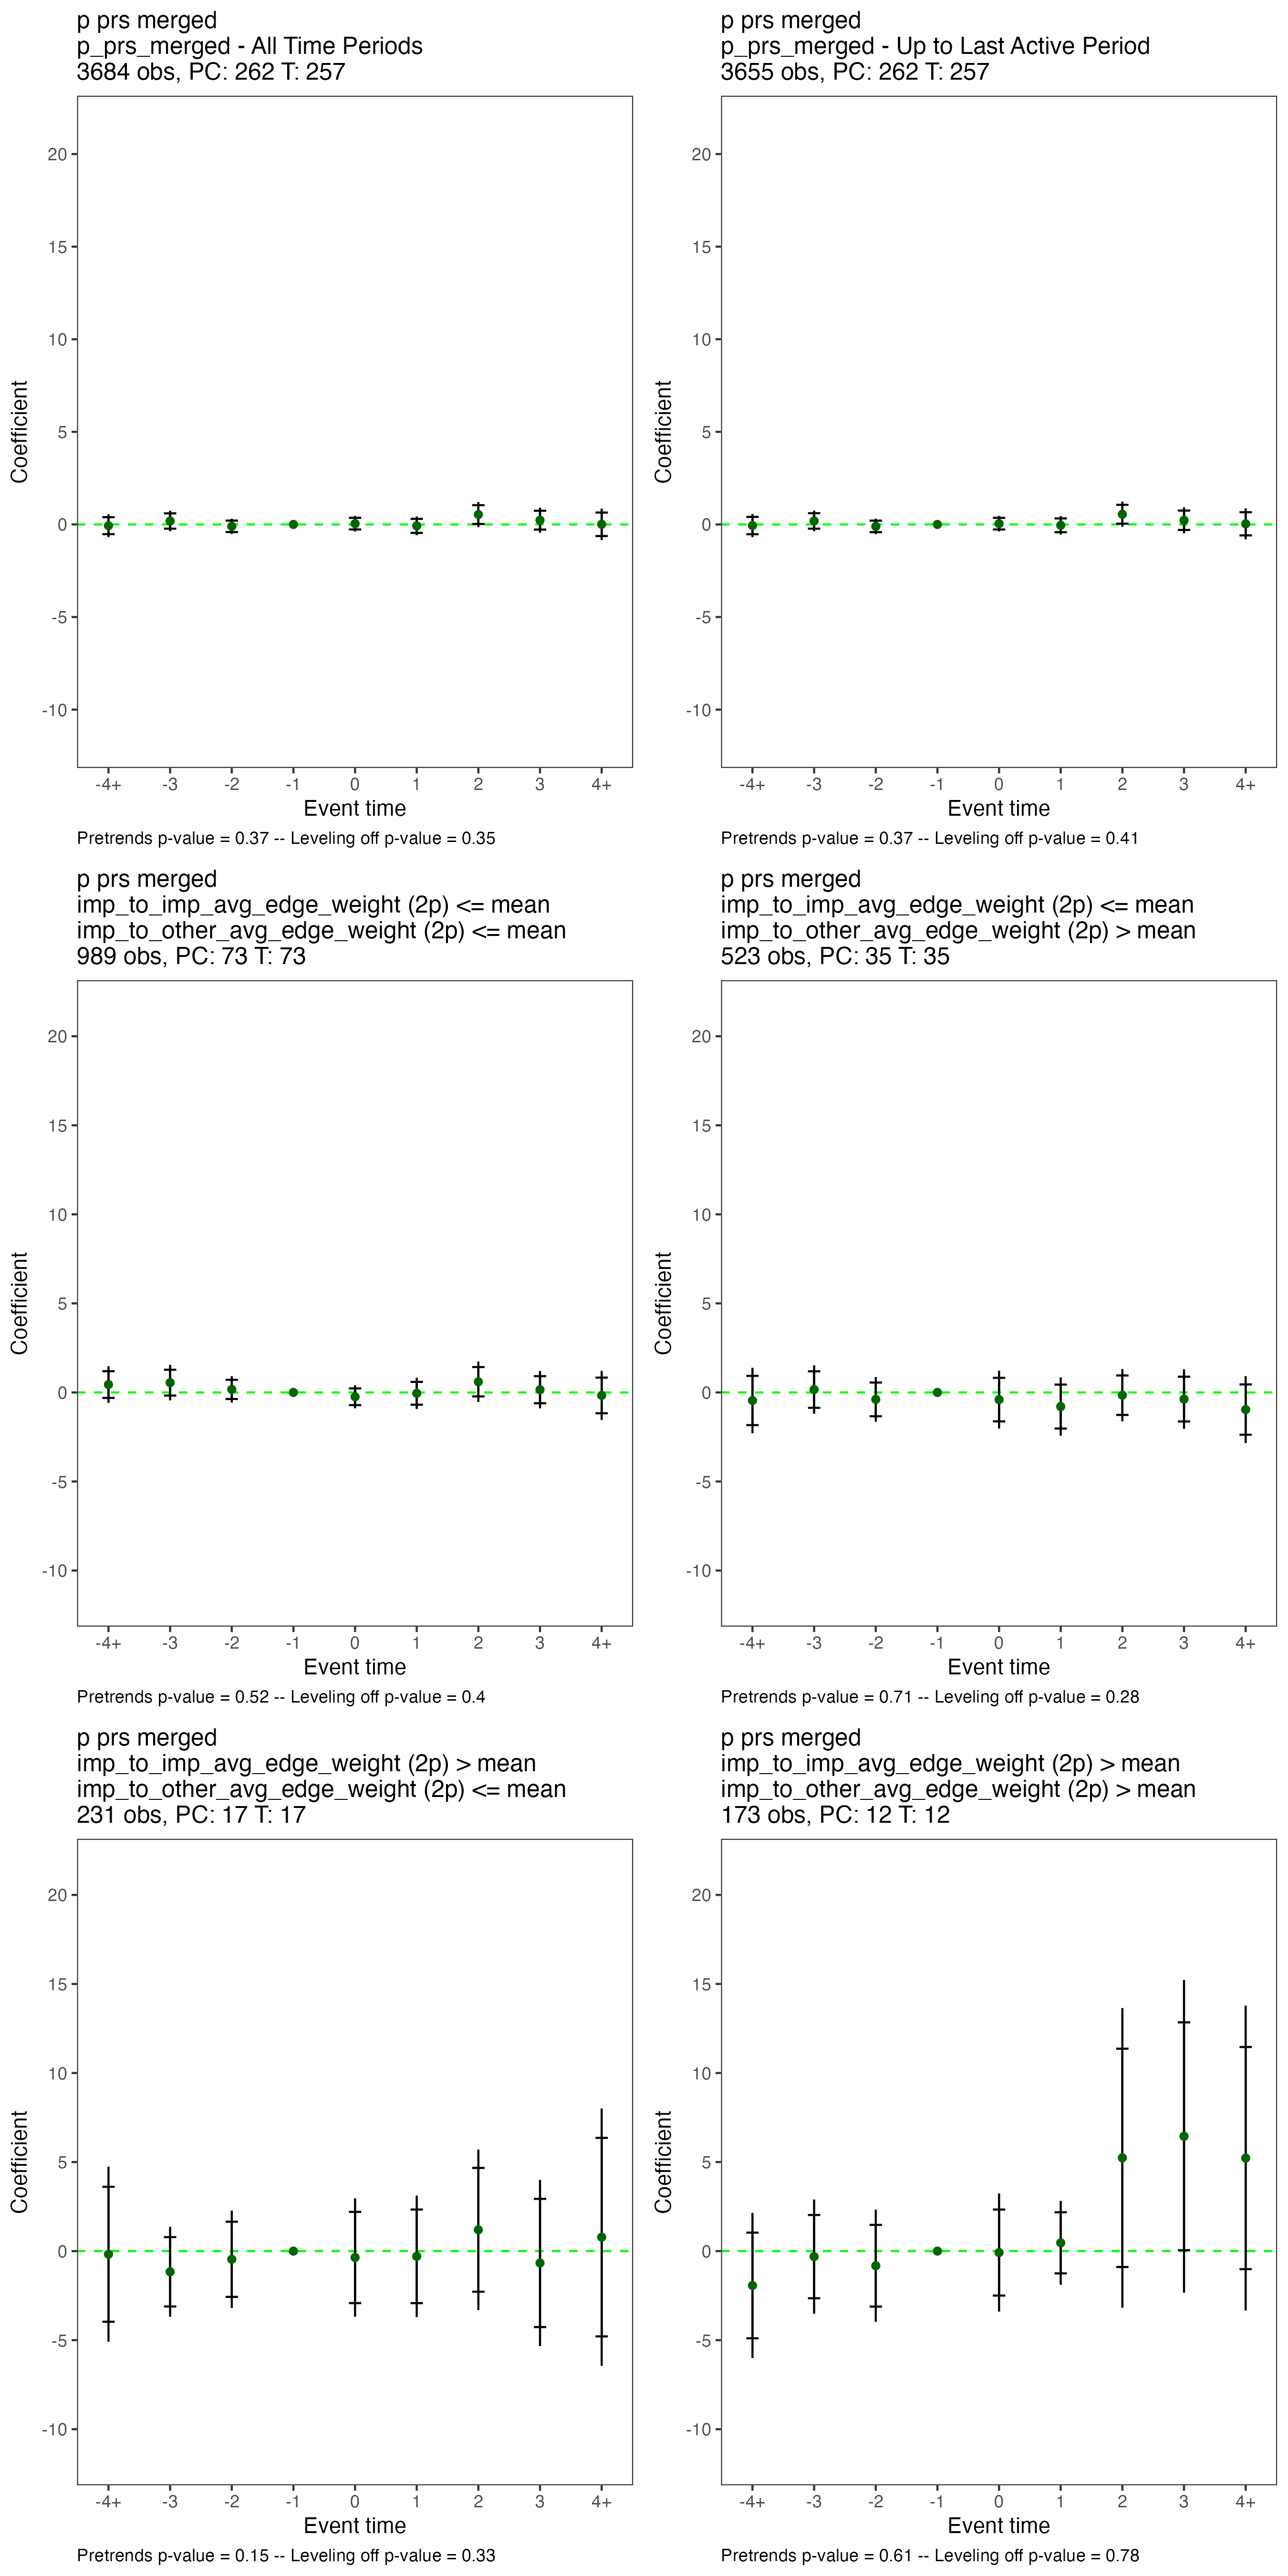 p prs merged
p_prs_merged - All Time Periods
3684 obs, PC: 262 T: 257
20
15
10
5
0
-5
-10
Coefficient
-4+ -3 -2 -1 0 1 2 3 4+
Event time
Pretrends p-value = 0.37 -- Leveling off p-value = 0.35
p prs merged
p_prs_merged - Up to Last Active Period
3655 obs, PC: 262 T: 257
20
15
10
5
0
-5
-10
Coefficient
-4+ -3 -2 -1 0 1 2 3 4+
Event time
Pretrends p-value = 0.37 -- Leveling off p-value = 0.41
p prs merged
imp_to_imp_avg_edge_weight (2p) <= mean
imp_to_other_avg_edge_weight (2p) <= mean
989 obs, PC: 73 T: 73
20
15
10
5
0
-5
-10
Coefficient
-4+ -3 -2 -1 0 1 2 3 4+
Event time
Pretrends p-value = 0.52 -- Leveling off p-value = 0.4
p prs merged
imp_to_imp_avg_edge_weight (2p) <= mean
imp_to_other_avg_edge_weight (2p) > mean
523 obs, PC: 35 T: 35
20
15
10
5
0
-5
-10
Coefficient
-4+ -3 -2 -1 0 1 2 3 4+
Event time
Pretrends p-value = 0.71 -- Leveling off p-value = 0.28
p prs merged
imp_to_imp_avg_edge_weight (2p) > mean
imp_to_other_avg_edge_weight (2p) <= mean
231 obs, PC: 17 T: 17
20
15
10
5
0
-5
-10
Coefficient
-4+ -3 -2 -1 0 1 2 3 4+
Event time
Pretrends p-value = 0.15 -- Leveling off p-value = 0.33
p prs merged
imp_to_imp_avg_edge_weight (2p) > mean
imp_to_other_avg_edge_weight (2p) > mean
173 obs, PC: 12 T: 12
20
15
10
5
0
-5
-10
Coefficient
-4+ -3 -2 -1 0 1 2 3 4+
Event time
Pretrends p-value = 0.61 -- Leveling off p-value = 0.78